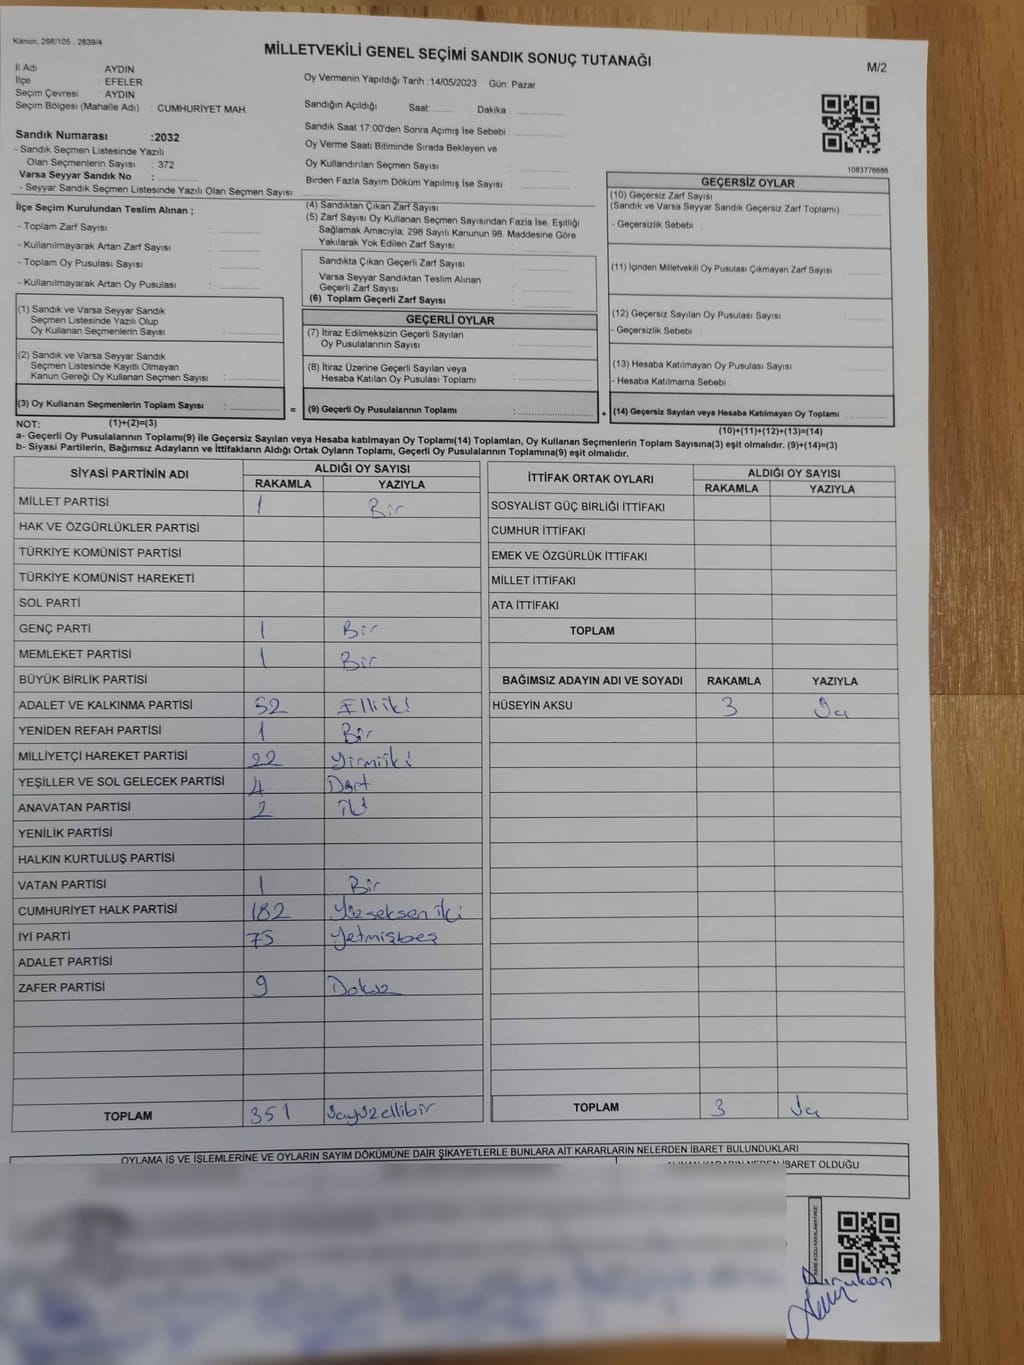 Kanun, 298/105 , 2839/4
MİLLETVEKİLİ GENEL SEÇİMİ SANDIK SONUÇ TUTANAĞI
M/2
İl Adı : AYDIN
İlçe : EFELER
Seçim Çevresi : AYDIN
Seçim Bölgesi (Mahalle Adı) : CUMHURİYET MAH.
Oy Vermenin Yapıldığı Tarih :14/05/2023 Gün: Pazar
Sandığın Açıldığı Saat: Dakika :
Sandık Saat 17:00'den Sonra Açımış İse Sebebi :
Oy Verme Saati Bitiminde Sırada Bekleyen ve
Oy Kullandırılan Seçmen Sayısı :
Birden Fazla Sayım Döküm Yapılmış İse Sayısı :
Sandık Numarası :2032
- Sandık Seçmen Listesinde Yazılı
Olan Seçmenlerin Sayısı : 372
Varsa Seyyar Sandık No :
- Seyyar Sandık Seçmen Listesinde Yazılı Olan Seçmen Sayısı:
1083776686
İlçe Seçim Kurulundan Teslim Alınan ;
- Toplam Zarf Sayısı :
- Kullanılmayarak Artan Zarf Sayısı :
- Toplam Oy Pusulası Sayısı :
- Kullanılmayarak Artan Oy Pusulası :
(1) Sandık ve Varsa Seyyar Sandık
Seçmen Listesinde Yazılı Olup
Oy Kullanan Seçmenlerin Sayısı :
(2) Sandık ve Varsa Seyyar Sandık
Seçmen Listesinde Kayıtlı Olmayan
Kanun Gereği Oy Kullanan Seçmen Sayısı :
(3) Oy Kullanan Seçmenlerin Toplam Sayısı :
(4) Sandıktan Çıkan Zarf Sayısı :
(5) Zarf Sayısı Oy Kullanan Seçmen Sayısından Fazla İse, Eşitliği
Sağlamak Amacıyla, 298 Sayılı Kanunun 98. Maddesine Göre
Yakılarak Yok Edilen Zarf Sayısı :
Sandıkta Çıkan Geçerli Zarf Sayısı :
Varsa Seyyar Sandıktan Teslim Alınan
Geçerli Zarf Sayısı :
(6) Toplam Geçerli Zarf Sayısı :
GEÇERLİ OYLAR
(7) İtiraz Edilmeksizin Geçerli Sayılan
Oy Pusulalarının Sayısı :
(8) İtiraz Üzerine Geçerli Sayılan veya
Hesaba Katılan Oy Pusulası Toplamı :
= (9) Geçerli Oy Pusulalarının Toplamı :
GEÇERSİZ OYLAR
(10) Geçersiz Zarf Sayısı
(Sandık ve Varsa Seyyar Sandık Geçersiz Zarf Toplamı) :
- Geçersizlik Sebebi :
(11) İçinden Milletvekili Oy Pusulası Çıkmayan Zarf Sayısı :
(12) Geçersiz Sayılan Oy Pusulası Sayısı :
- Geçersizlik Sebebi :
(13) Hesaba Katılmayan Oy Pusulası Sayısı :
- Hesaba Katılmama Sebebi :
+ (14) Geçersiz Sayılan veya Hesaba Katılmayan Oy Toplamı :
NOT: (1)+(2)=(3)
(10)+(11)+(12)+(13)=(14)
a- Geçerli Oy Pusulalarının Toplamı(9) ile Geçersiz Sayılan veya Hesaba katılmayan Oy Toplamı(14) Toplamları, Oy Kullanan Seçmenlerin Toplam Sayısına(3) eşit olmalıdır. (9)+(14)=(3)
b- Siyasi Partilerin, Bağımsız Adayların ve İttifakların Aldığı Ortak Oyların Toplamı, Geçerli Oy Pusulalarının Toplamına(9) eşit olmalıdır.
SİYASİ PARTİNİN ADI ALDIĞI OY SAYISI
RAKAMLA YAZIYLA
MİLLET PARTİSİ 1 Bir
HAK VE ÖZGÜRLÜKLER PARTİSİ
TÜRKİYE KOMÜNİST PARTİSİ
TÜRKİYE KOMÜNİST HAREKETİ
SOL PARTİ
GENÇ PARTİ 1 Bir
MEMLEKET PARTİSİ 1 Bir
BÜYÜK BİRLİK PARTİSİ
ADALET VE KALKINMA PARTİSİ 52 Elliiki
YENİDEN REFAH PARTİSİ 1 Bir
MİLLİYETÇİ HAREKET PARTİSİ 22 Yirmiiki
YEŞİLLER VE SOL GELECEK PARTİSİ 4 Dört
ANAVATAN PARTİSİ 2 İki
YENİLİK PARTİSİ
HALKIN KURTULUŞ PARTİSİ
VATAN PARTİSİ 1 Bir
CUMHURİYET HALK PARTİSİ 182 Yüzseksen iki
İYİ PARTİ 75 Yetmişbeş
ADALET PARTİSİ
ZAFER PARTİSİ 9 Dokuz
TOPLAM 351 üçyüzellibir
İTTİFAK ORTAK OYLARI ALDIĞI OY SAYISI
RAKAMLA YAZIYLA
SOSYALİST GÜÇ BİRLİĞİ İTTİFAKI
CUMHUR İTTİFAKI
EMEK VE ÖZGÜRLÜK İTTİFAKI
MİLLET İTTİFAKI
ATA İTTİFAKI
TOPLAM
BAĞIMSIZ ADAYIN ADI VE SOYADI RAKAMLA YAZIYLA
HÜSEYİN AKSU 3 Üç
TOPLAM 3 Üç
OYLAMA İŞ VE İŞLEMLERİNE VE OYLARIN SAYIM DÖKÜMÜNE DAİR ŞİKAYETLERLE BUNLARA AİT KARARLARIN NELERDEN İBARET BULUNDUKLARI
İBARET OLDUĞU